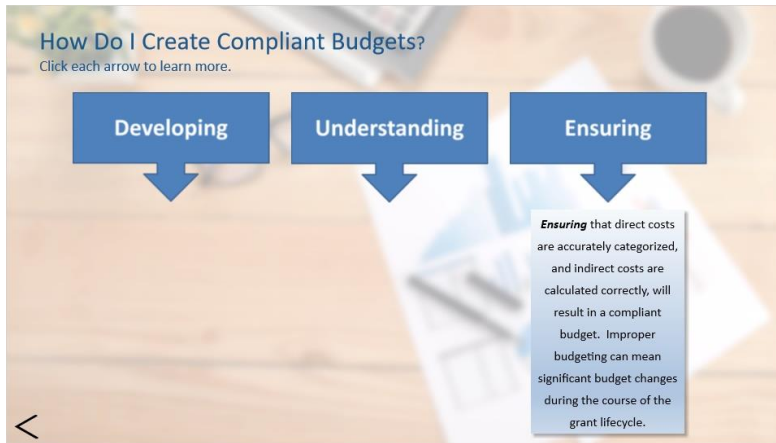 How Do I Create Compliant Budgets?
Click each arrow to learn more.
Developing
Understanding
Ensuring
Ensuring that direct costs
are accurately categorized,
and indirect costs are
calculated correctly, will
result in a compliant
budget.  Improper
budgeting can mean
significant budget changes
during the course of the
grant lifecycle.